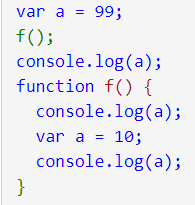 var a = 99;
f();
console.log(a);
function f() {
  console.log(a);
  var a = 10;
  console.log(a);
}